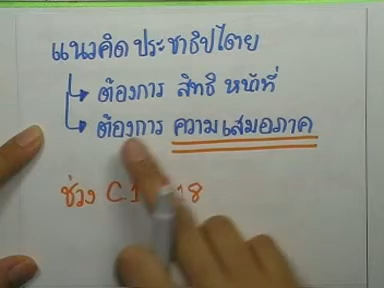 แนวคิด ประชาธิปไตย
ต้องการ สิทธิ หน้าที่
ต้องการ ความเสมอภาค
ช่วง C.1 18